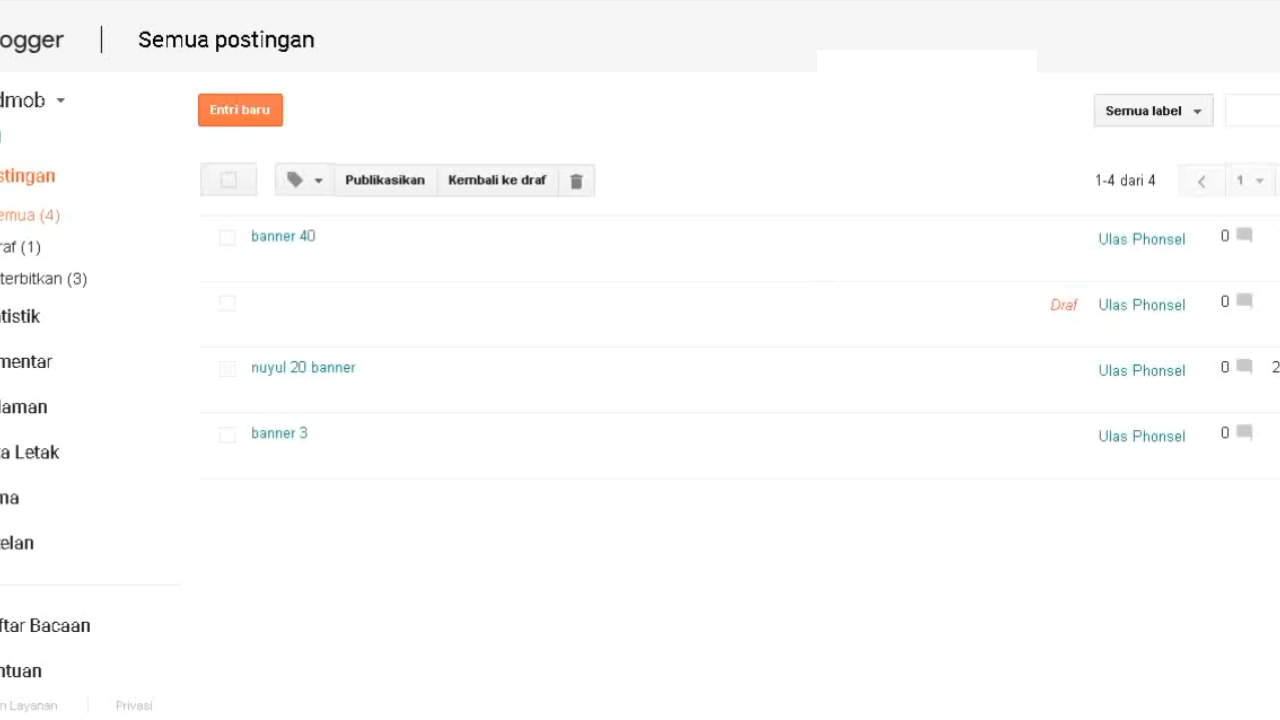 ogger | Semua postingan
dmob
Entri baru
Semua label
stingan
Publikasikan Kembali ke draf
1-4 dari 4
1
emua (4)
banner 40
Ulas Phonsel
0
raf (1)
terbitkan (3)
Draf
Ulas Phonsel
0
tistik
mentar
nuyul 20 banner
Ulas Phonsel
0
2
laman
banner 3
Ulas Phonsel
0
a Letak
ma
elan
ftar Bacaan
ntuan
n Layanan
Privasi